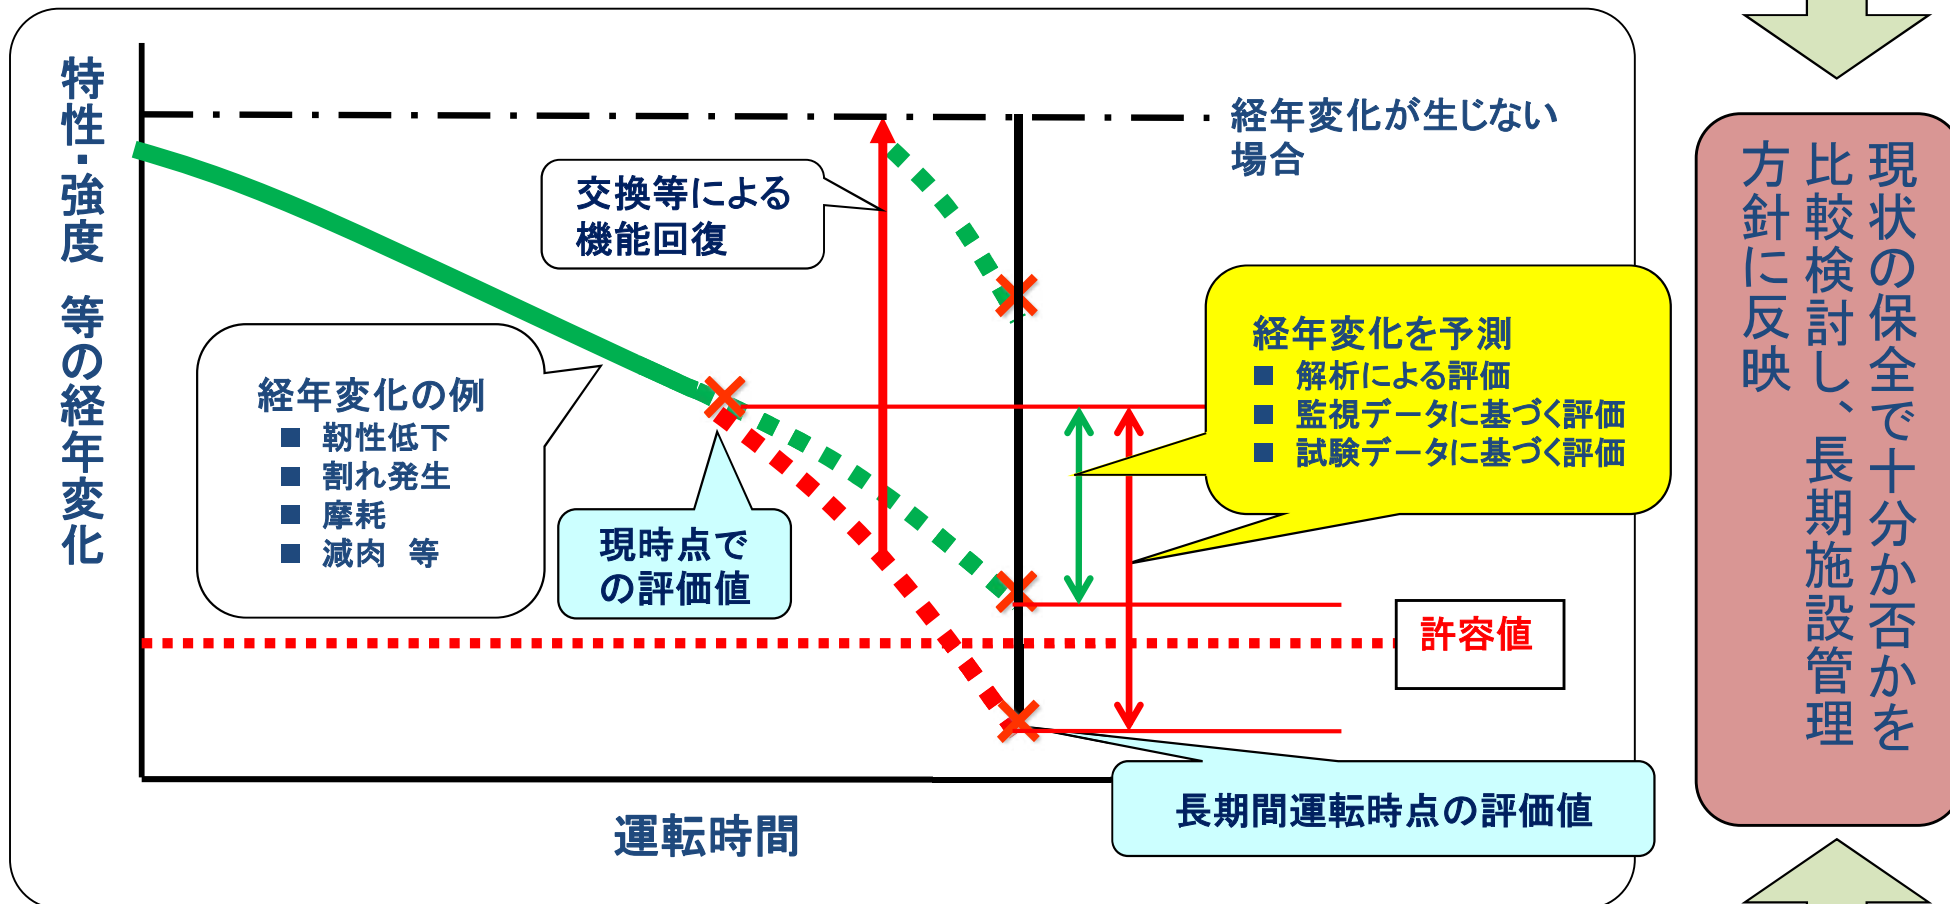 特性・強度 等の経年変化
経年変化が生じない
場合
交換等による
機能回復
経年変化を予測
■ 解析による評価
■ 監視データに基づく評価
■ 試験データに基づく評価
経年変化の例
■ 靭性低下
■ 割れ発生
■ 摩耗
■ 減肉　等
現時点で
の評価値
許容値
長期間運転時点の評価値
運転時間
現状の保全で十分か否かを
比較検討し、長期施設管理
方針に反映